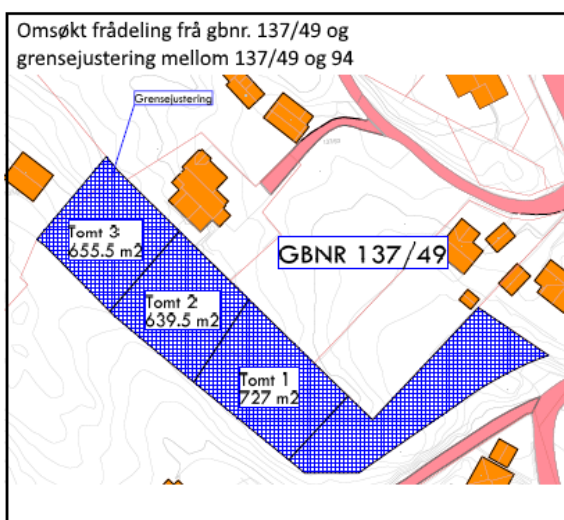 Omsøkt frådeling frå gbnr. 137/49 og
grensejustering mellom 137/49 og 94
Grensejustering
Tomt 3
655.5 m2
GBNR 137/49
Tomt 2
639.5 m2
Tomt 1
727 m2